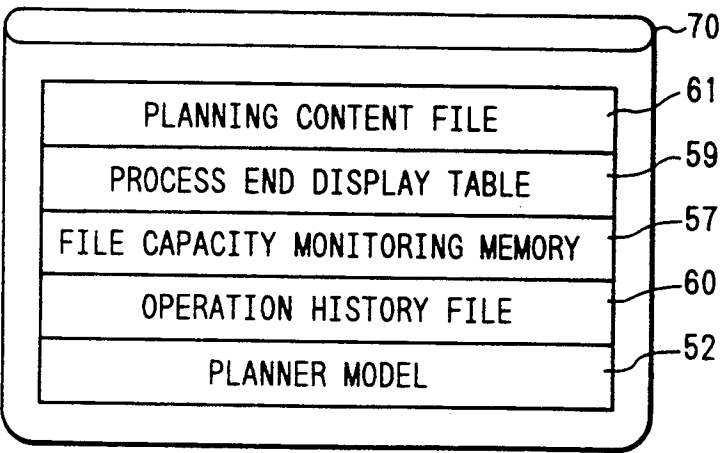 70
PLANNING CONTENT FILE 61
PROCESS END DISPLAY TABLE 59
FILE CAPACITY MONITORING MEMORY 57
OPERATION HISTORY FILE 60
PLANNER MODEL 52